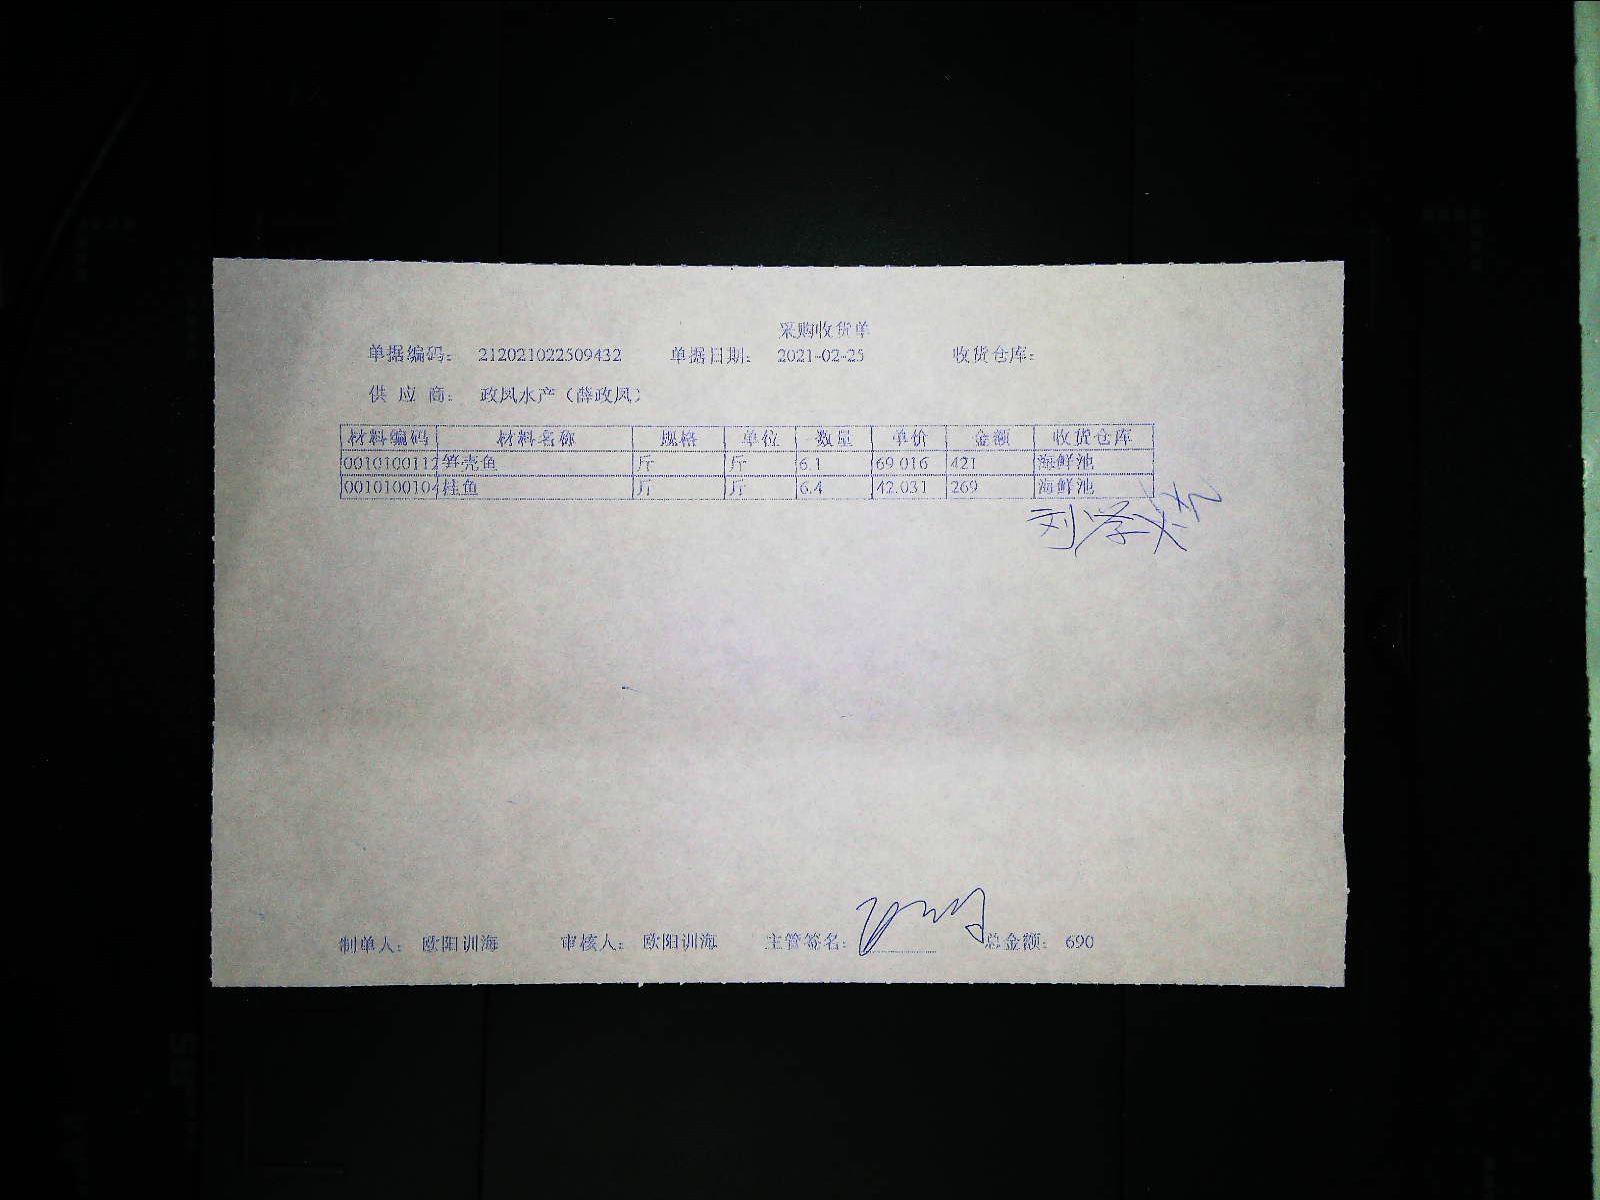 采购收货单
单据编码： 212021022509432 单据日期： 2021-02-25 收货仓库：
供 应 商： 政凤水产（薛政凤）
材料编码 材料名称 规格 单位 数量 单价 金额 收货仓库
0010100112 笋壳鱼 斤 斤 6.1 69.016 421 海鲜池
0010100104 桂鱼 斤 斤 6.4 42.031 269 海鲜池
制单人： 欧阳训海 审核人： 欧阳训海 主管签名： 总金额： 690